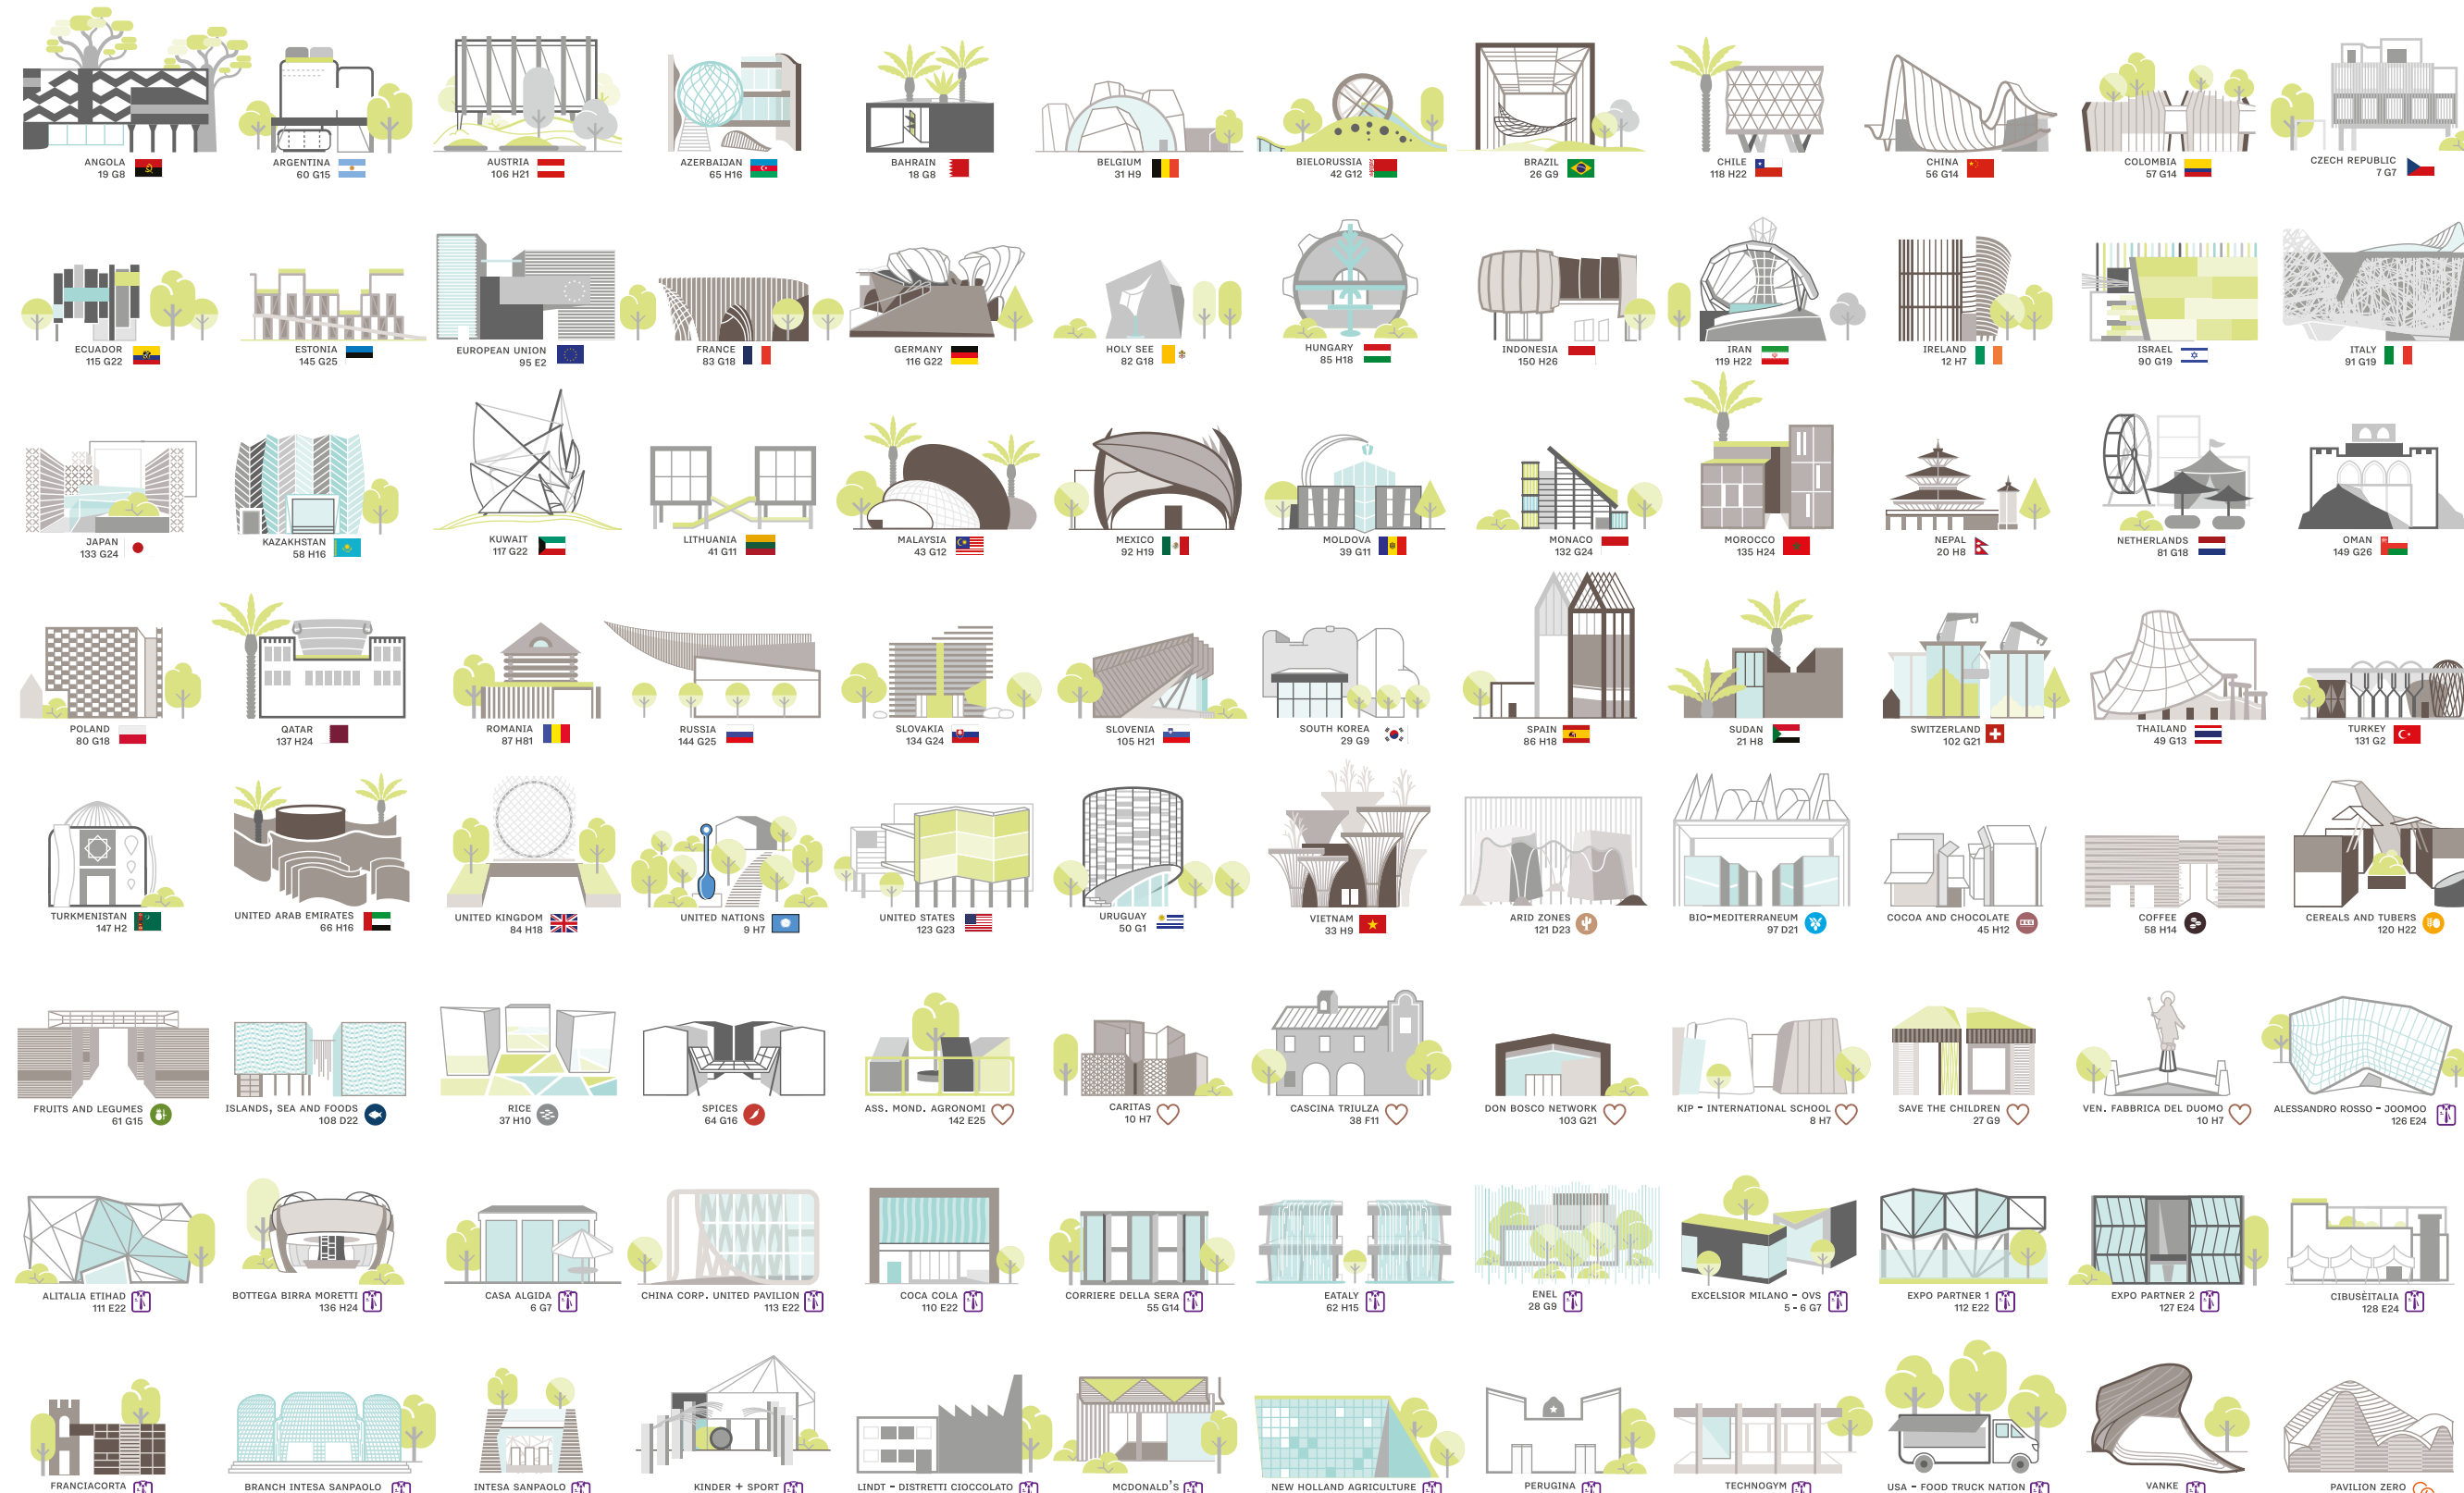 ANGOLA
19 G8
ARGENTINA
60 G15
AUSTRIA
106 H21
AZERBAIJAN
65 H16
BAHRAIN
18 G8
BELGIUM
31 H9
BIELORUSSIA
42 G12
BRAZIL
26 G9
CHILE
118 H22
CHINA
56 G14
COLOMBIA
57 G14
CZECH REPUBLIC
7 G7
ECUADOR
115 G22
ESTONIA
145 G25
EUROPEAN UNION
95 E2
FRANCE
83 G18
GERMANY
116 G22
HOLY SEE
82 G18
HUNGARY
85 H18
INDONESIA
150 H26
IRAN
119 H22
IRELAND
12 H7
ISRAEL
90 G19
ITALY
91 G19
JAPAN
133 G24
KAZAKHSTAN
58 H16
KUWAIT
117 G22
LITHUANIA
41 G11
MALAYSIA
43 G12
MEXICO
92 H19
MOLDOVA
39 G11
MONACO
132 G24
MOROCCO
135 H24
NEPAL
20 H8
NETHERLANDS
81 G18
OMAN
149 G26
POLAND
80 G18
QATAR
137 H24
ROMANIA
87 H81
RUSSIA
144 G25
SLOVAKIA
134 G24
SLOVENIA
105 H21
SOUTH KOREA
29 G9
SPAIN
86 H18
SUDAN
21 H8
SWITZERLAND
102 G21
THAILAND
49 G13
TURKEY
131 G2
TURKMENISTAN
147 H2
UNITED ARAB EMIRATES
66 H16
UNITED KINGDOM
84 H18
UNITED NATIONS
9 H7
UNITED STATES
123 G23
URUGUAY
50 G1
VIETNAM
33 H9
ARID ZONES
121 D23
BIO-MEDITERRANEUM
97 D21
COCOA AND CHOCOLATE
45 H12
COFFEE
58 H14
CEREALS AND TUBERS
120 H22
FRUITS AND LEGUMES
61 G15
ISLANDS, SEA AND FOODS
108 D22
RICE
37 H10
SPICES
64 G16
ASS. MOND. AGRONOMI
142 E25
CARITAS
10 H7
CASCINA TRIULZA
38 F11
DON BOSCO NETWORK
103 G21
KIP - INTERNATIONAL SCHOOL
8 H7
SAVE THE CHILDREN
27 G9
VEN. FABBRICA DEL DUOMO
10 H7
ALESSANDRO ROSSO - JOOMOO
126 E24
ALITALIA ETIHAD
111 E22
BOTTEGA BIRRA MORETTI
136 H24
CASA ALGIDA
6 G7
CHINA CORP. UNITED PAVILION
113 E22
COCA COLA
110 E22
CORRIERE DELLA SERA
55 G14
EATALY
62 H15
ENEL
28 G9
EXCELSIOR MILANO - OVS
5 - 6 G7
EXPO PARTNER 1
112 E22
EXPO PARTNER 2
127 E24
CIBUSÈITALIA
128 E24
FRANCIACORTA
BRANCH INTESA SANPAOLO
INTESA SANPAOLO
KINDER + SPORT
LINDT - DISTRETTI CIOCCOLATO
MCDONALD'S
NEW HOLLAND AGRICULTURE
PERUGINA
TECHNOGYM
USA - FOOD TRUCK NATION
VANKE
PAVILION ZERO